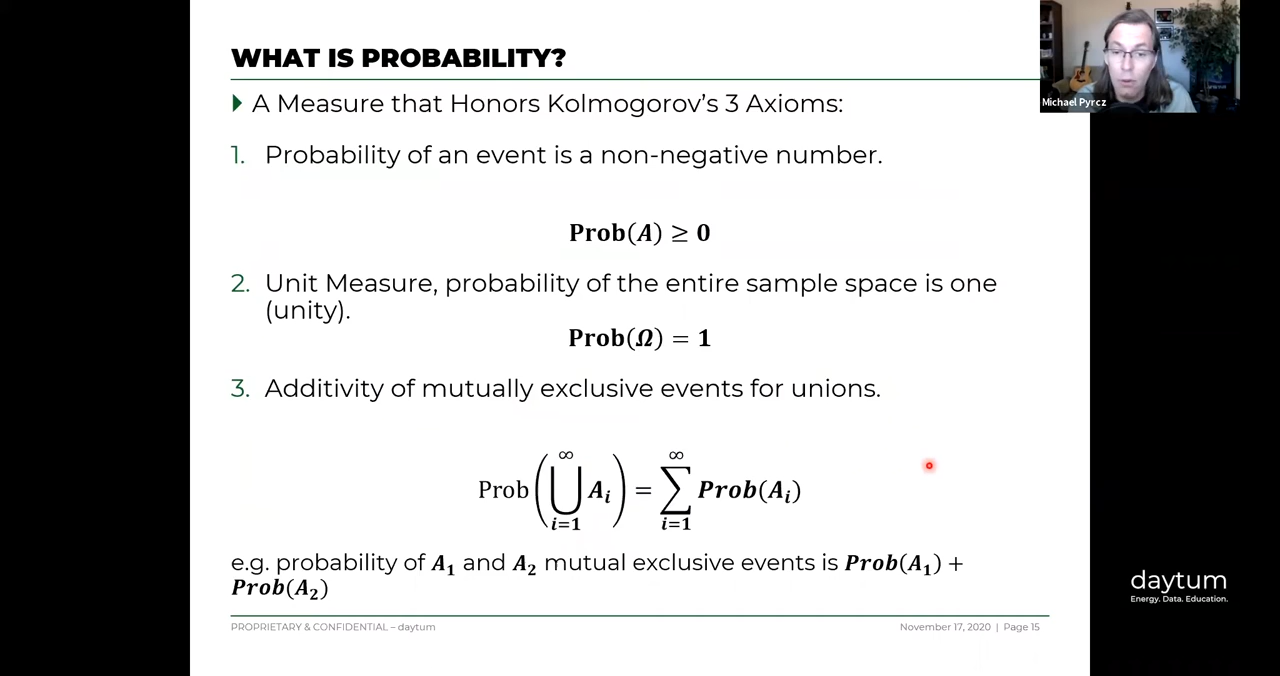 WHAT IS PROBABILITY?
A Measure that Honors Kolmogorov's 3 Axioms:
1. Probability of an event is a non-negative number.
Prob(A) ≥ 0
2. Unit Measure, probability of the entire sample space is one
(unity).
Prob(Ω) = 1
3. Additivity of mutually exclusive events for unions.
Prob(⋃_{i=1}^{∞} A_i) = ∑_{i=1}^{∞} Prob(A_i)
e.g. probability of A₁ and A₂ mutual exclusive events is Prob(A₁) +
Prob(A₂)
PROPRIETARY & CONFIDENTIAL – daytum
November 17, 2020 | Page 15
Michael Pyrcz
daytum
Energy. Data. Education.